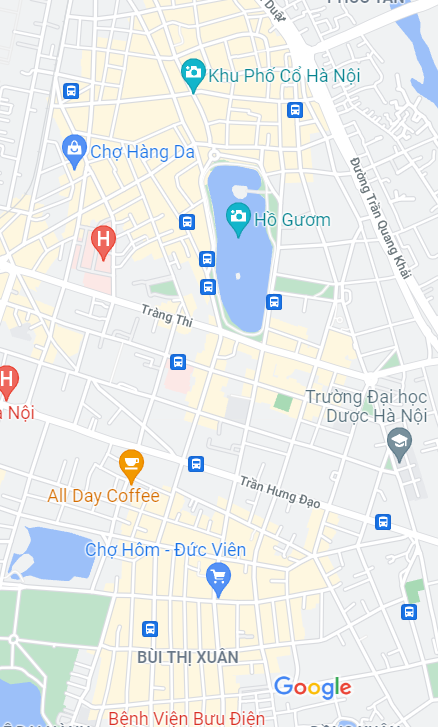 Khu Phố Cổ Hà Nội
Chợ Hàng Da
Đường Trần Quang Khải
Hồ Gươm
H
Tràng Thi
H
Nội
Trường Đại học
Dược Hà Nội
All Day Coffee
Trần Hưng Đạo
Chợ Hôm - Đức Viên
BÙI THỊ XUÂN
Google
Bệnh Viện Bưu Điện